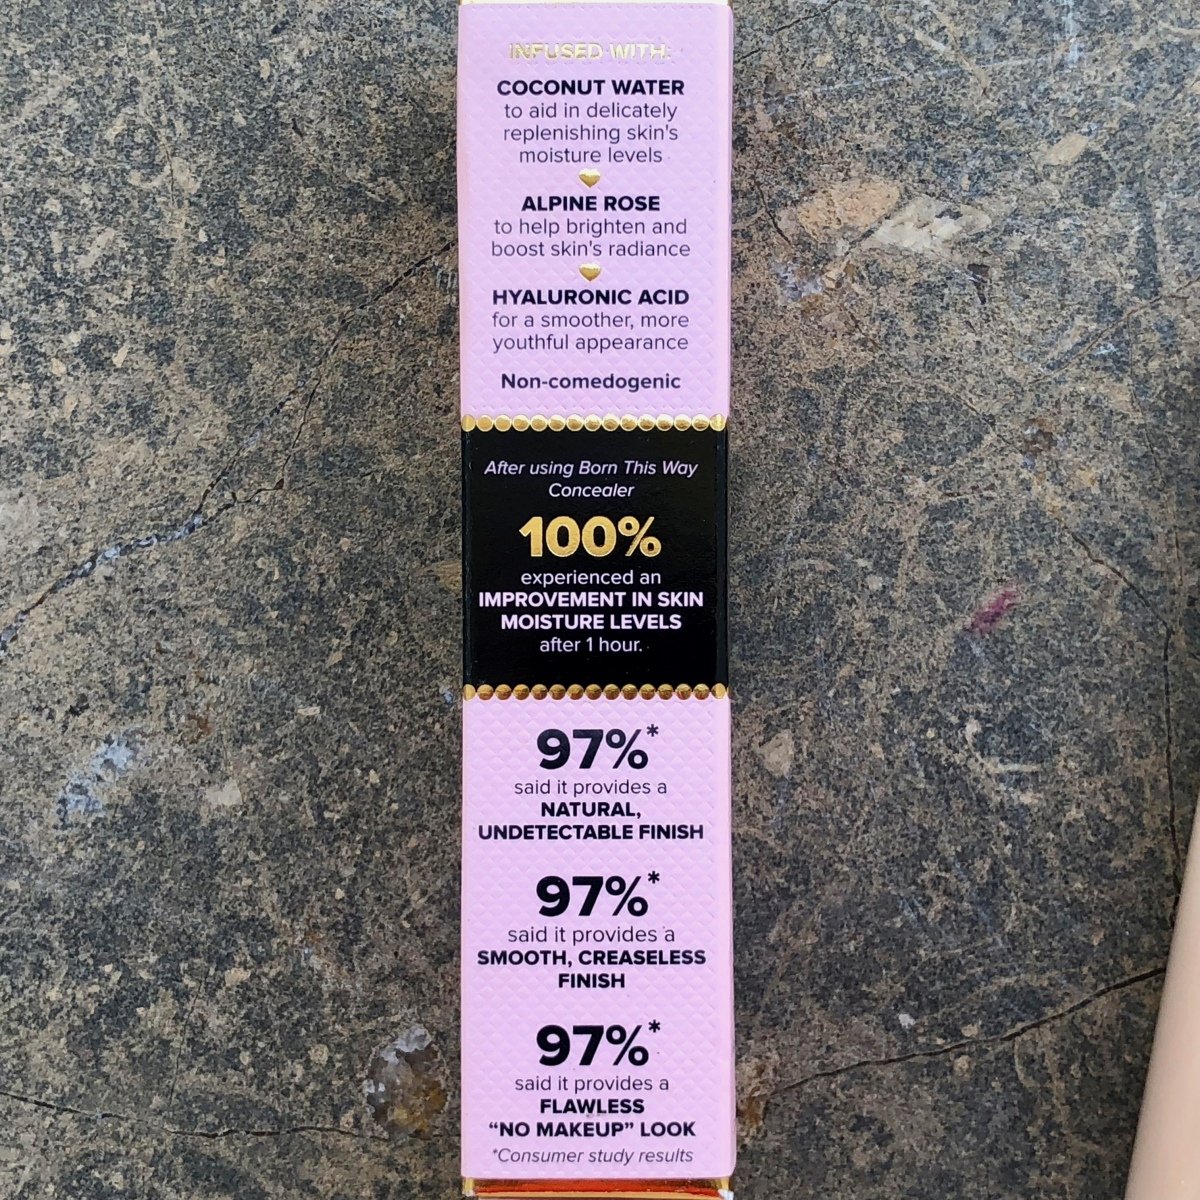 INFUSED WITH:
COCONUT WATER
to aid in delicately
replenishing skin's
moisture levels
ALPINE ROSE
to help brighten and
boost skin's radiance
HYALURONIC ACID
for a smoother, more
youthful appearance
Non-comedogenic
After using Born This Way
Concealer
100%
experienced an
IMPROVEMENT IN SKIN
MOISTURE LEVELS
after 1 hour.
97%*
said it provides a
NATURAL,
UNDETECTABLE FINISH
97%*
said it provides a
SMOOTH, CREASELESS
FINISH
97%*
said it provides a
FLAWLESS
“NO MAKEUP” LOOK
*Consumer study results